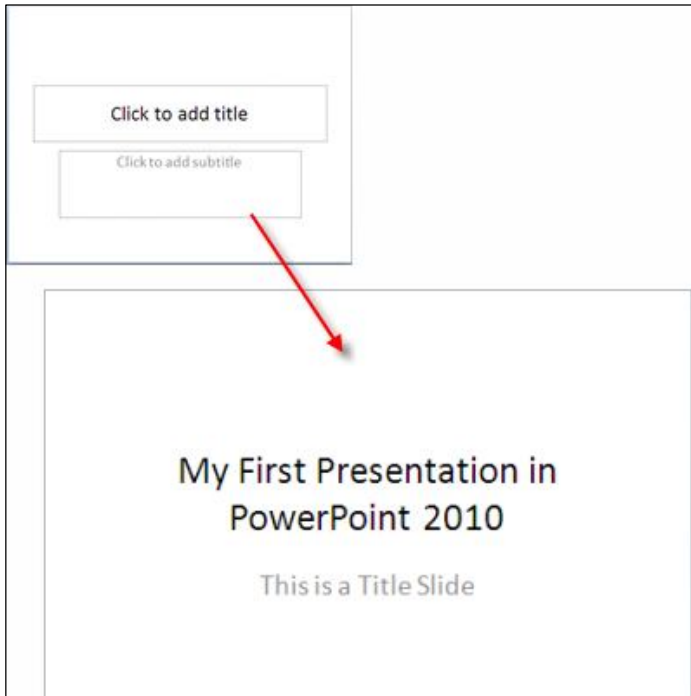 Click to add title
Click to add subtitle
My First Presentation in
PowerPoint 2010
This is a Title Slide